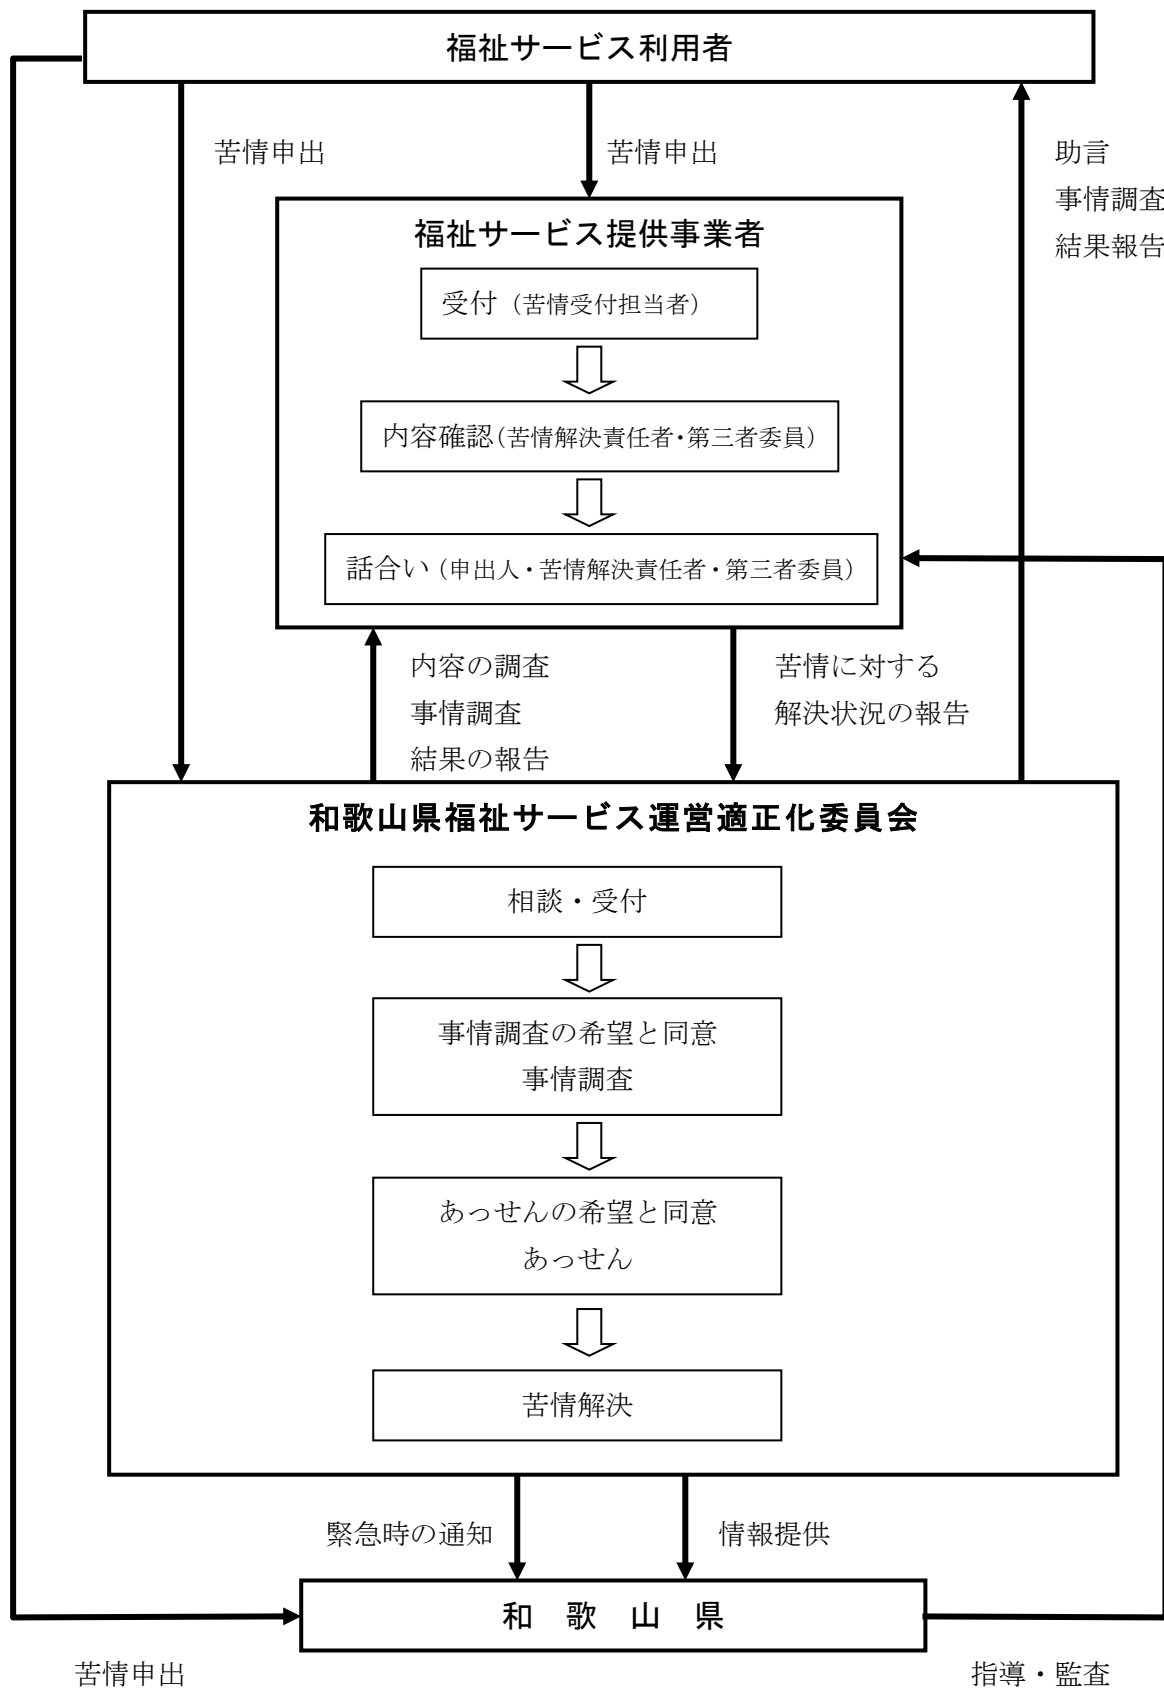 福祉サービス利用者
苦情申出
苦情申出
助言
事情調査
結果報告
福祉サービス提供事業者
受付（苦情受付担当者）
内容確認（苦情解決責任者・第三者委員）
話合い（申出人・苦情解決責任者・第三者委員）
内容の調査
事情調査
結果の報告
苦情に対する
解決状況の報告
和歌山県福祉サービス運営適正化委員会
相談・受付
事情調査の希望と同意
事情調査
あっせんの希望と同意
あっせん
苦情解決
緊急時の通知
情報提供
和　歌　山　県
苦情申出
指導・監査